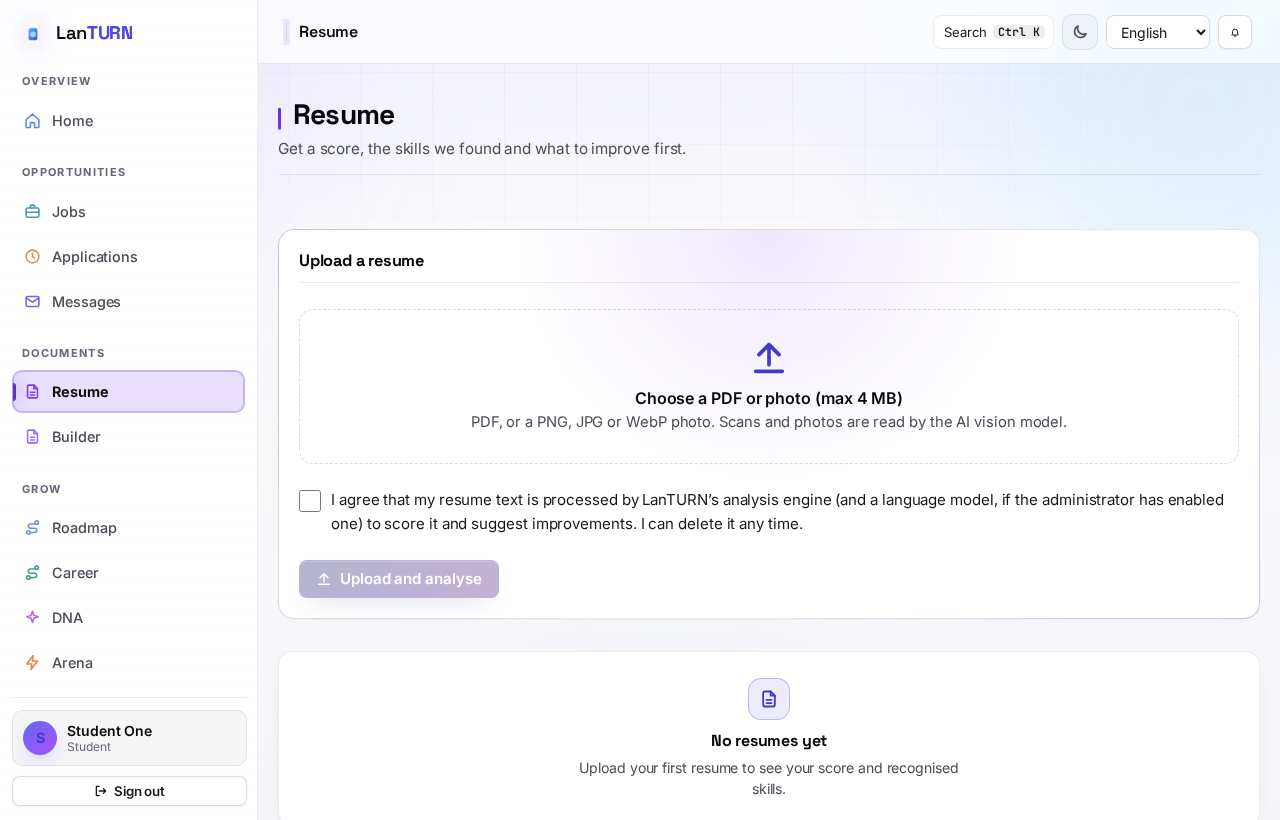 LanTURN
OVERVIEW
Home
OPPORTUNITIES
Jobs
Applications
Messages
DOCUMENTS
Resume
Builder
GROW
Roadmap
Career
DNA
Arena
S
Student One
Student
Sign out
Resume
Search Ctrl K
English
Resume
Get a score, the skills we found and what to improve first.
Upload a resume
Choose a PDF or photo (max 4 MB)
PDF, or a PNG, JPG or WebP photo. Scans and photos are read by the AI vision model.
I agree that my resume text is processed by LanTURN’s analysis engine (and a language model, if the administrator has enabled
one) to score it and suggest improvements. I can delete it any time.
Upload and analyse
No resumes yet
Upload your first resume to see your score and recognised
skills.